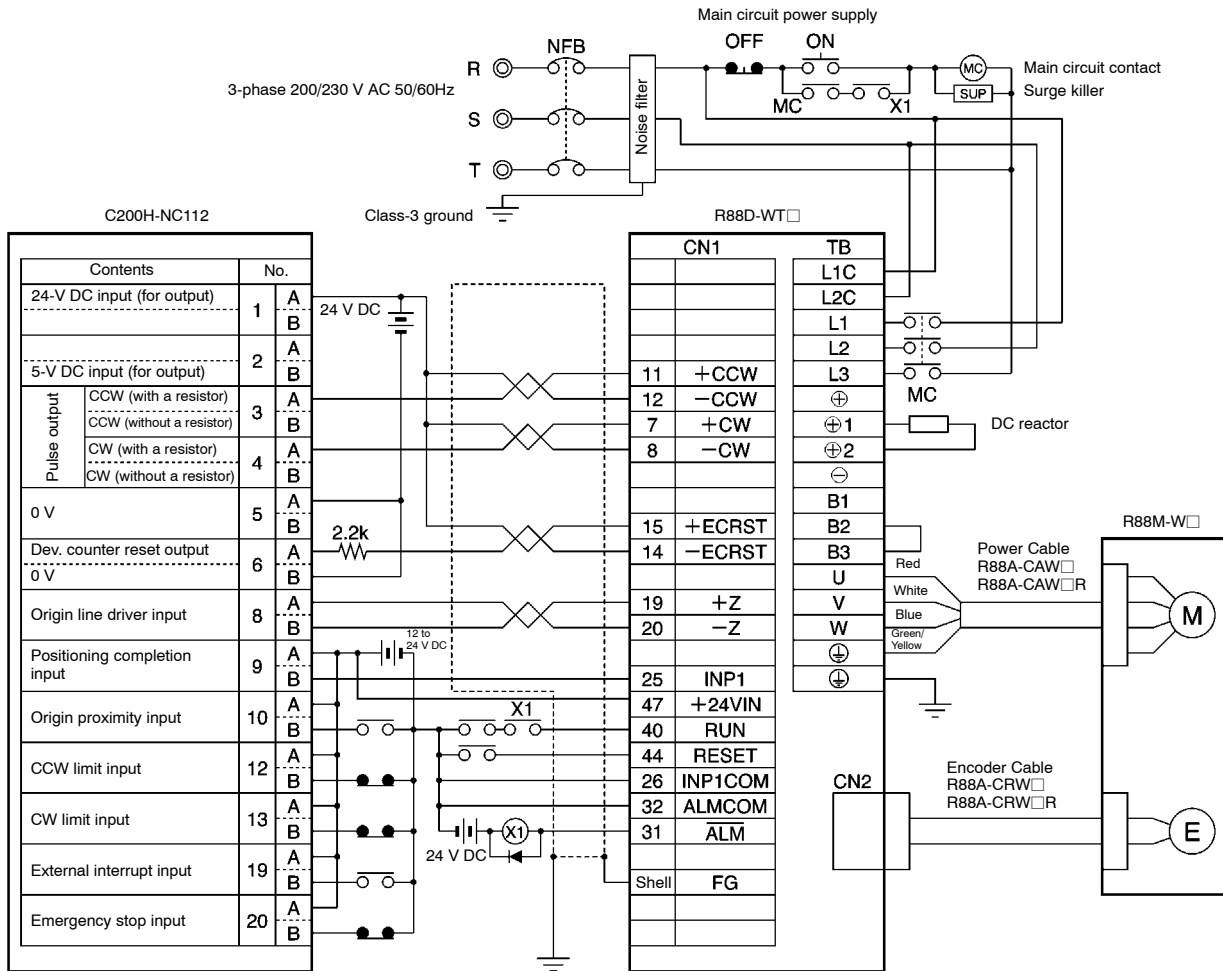 Main circuit power supply
OFF ON
NFB
R
MC
Main circuit contact
3-phase 200/230 V AC 50/60Hz
SUP
Surge killer
MC X1
S
Noise filter
T
Class-3 ground
C200H-NC112
R88D-WT□
CN1 TB
Contents No.
24-V DC input (for output) 1 A
B
24 V DC
2 A
5-V DC input (for output) B
Pulse output
CCW (with a resistor) 3 A
CCW (without a resistor) B
CW (with a resistor) 4 A
CW (without a resistor) B
0 V 5 A
B
Dev. counter reset output 6 A
0 V B
2.2k
Origin line driver input 8 A
B
Positioning completion input 9 A
B
12 to 24 V DC
Origin proximity input 10 A
B
CCW limit input 12 A
B
CW limit input 13 A
B
External interrupt input 19 A
B
Emergency stop input 20 A
B
X1
X1
24 V DC
11 +CCW
12 −CCW
7 +CW
8 −CW
15 +ECRST
14 −ECRST
19 +Z
20 −Z
25 INP1
47 +24VIN
40 RUN
44 RESET
26 INP1COM
32 ALMCOM
31 ALM
Shell FG
L1C
L2C
L1
L2
L3
⊕
⊕1
⊕2
⊖
B1
B2
B3
U
V
W
MC
DC reactor
Red
White
Blue
Green/
Yellow
Power Cable
R88A-CAW□
R88A-CAW□R
R88M-W□
M
CN2
Encoder Cable
R88A-CRW□
R88A-CRW□R
E